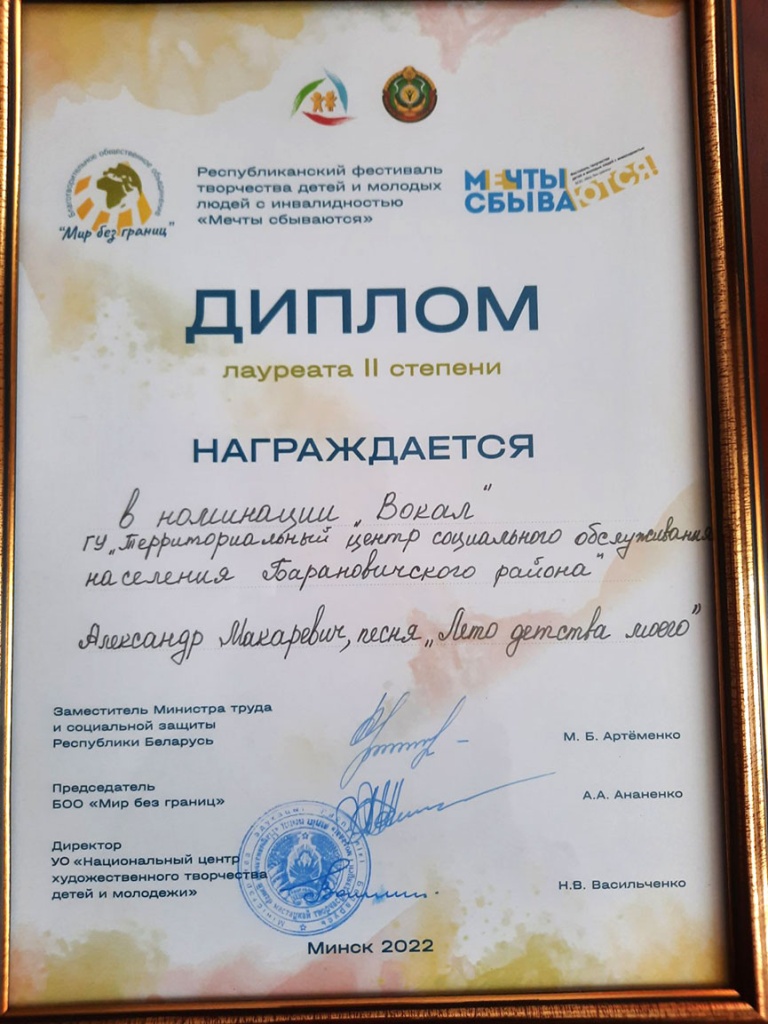 Благотворительное общественное объединение
"Мир без границ"
Республиканский фестиваль
творчества детей и молодых
людей с инвалидностью
«Мечты сбываются»
МЕЧТЫ
СБЫВАЮТСЯ!
ДИПЛОМ
лауреата II степени
НАГРАЖДАЕТСЯ
в номинации „Вокал"
ГУ „Территориальный центр социального обслуживания
населения Барановичского района"
Александр Макаревич, песня „Лето детства моего"
Заместитель Министра труда
и социальной защиты
Республики Беларусь
М. Б. Артёменко
Председатель
БОО «Мир без границ»
А.А. Ананенко
Директор
УО «Национальный центр
художественного творчества
детей и молодежи»
Н.В. Васильченко
Минск 2022